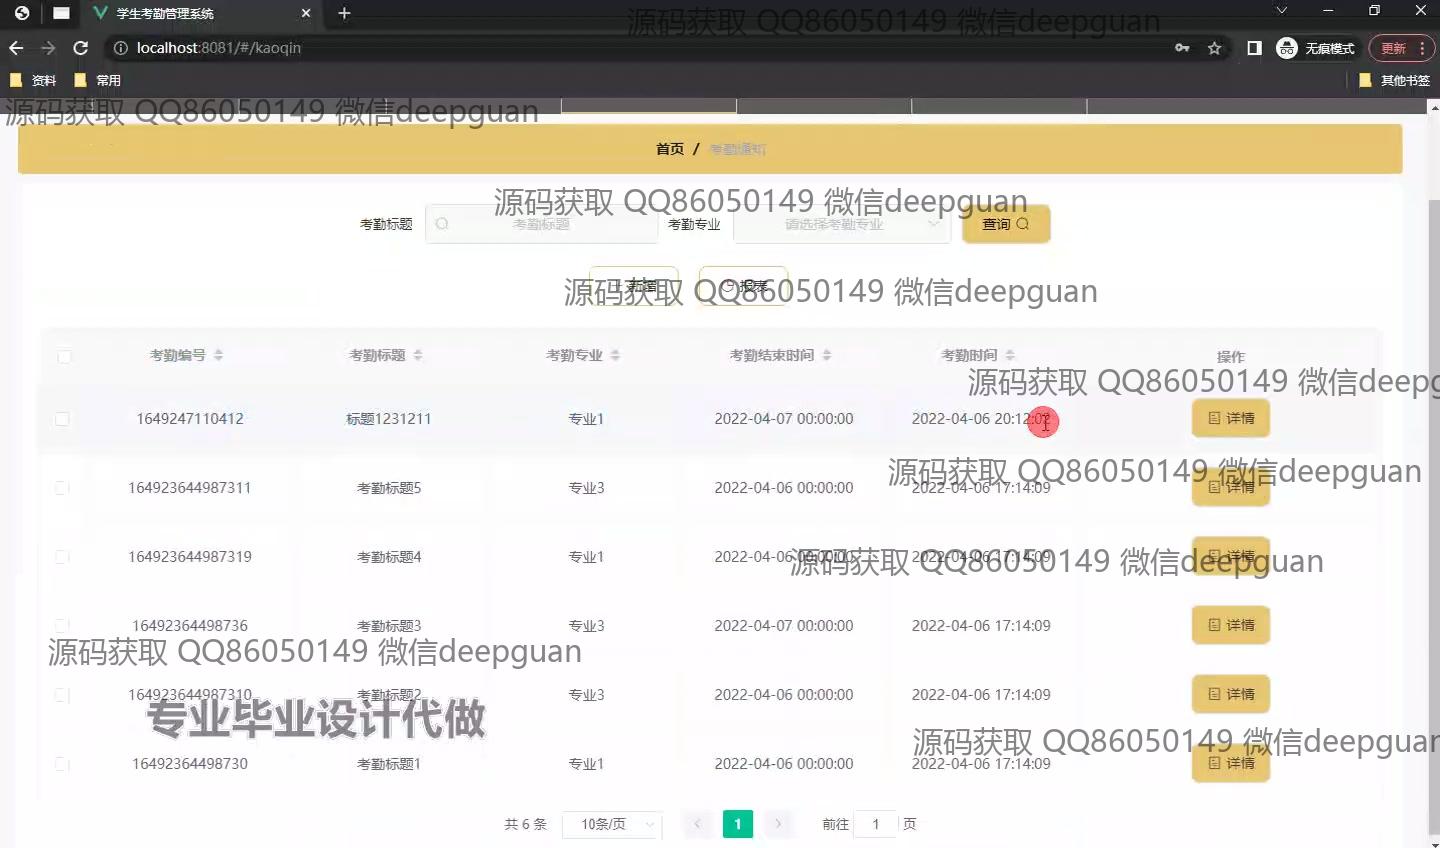 学生考勤管理系统
localhost:8081/#/kaoqin
无痕模式
更新
资料
常用
其他书签
源码获取 QQ86050149 微信deepguan
源码获取 QQ86050149 微信deepguan
首页 / 考勤通知
源码获取 QQ86050149 微信deepguan
考勤标题 考勤标题 考勤专业 请选择考勤专业 查询
新增 报表
源码获取 QQ86050149 微信deepguan
考勤编号 考勤标题 考勤专业 考勤结束时间 考勤时间 操作
源码获取 QQ86050149 微信deepg
1649247110412 标题1231211 专业1 2022-04-07 00:00:00 2022-04-06 20:12:02 详情
源码获取 QQ86050149 微信deepguan
164923644987311 考勤标题5 专业3 2022-04-06 00:00:00 2022-04-06 17:14:09 详情
164923644987319 考勤标题4 专业1 2022-04-06 00:00:00 2022-04-06 17:14:09 详情
源码获取 QQ86050149 微信deepguan
16492364498736 考勤标题3 专业3 2022-04-07 00:00:00 2022-04-06 17:14:09 详情
源码获取 QQ86050149 微信deepguan
164923644987310 考勤标题2 专业3 2022-04-06 00:00:00 2022-04-06 17:14:09 详情
专业毕业设计代做
源码获取 QQ86050149 微信deepguan
16492364498730 考勤标题1 专业1 2022-04-06 00:00:00 2022-04-06 17:14:09 详情
共 6 条 10条/页 1 前往 1 页